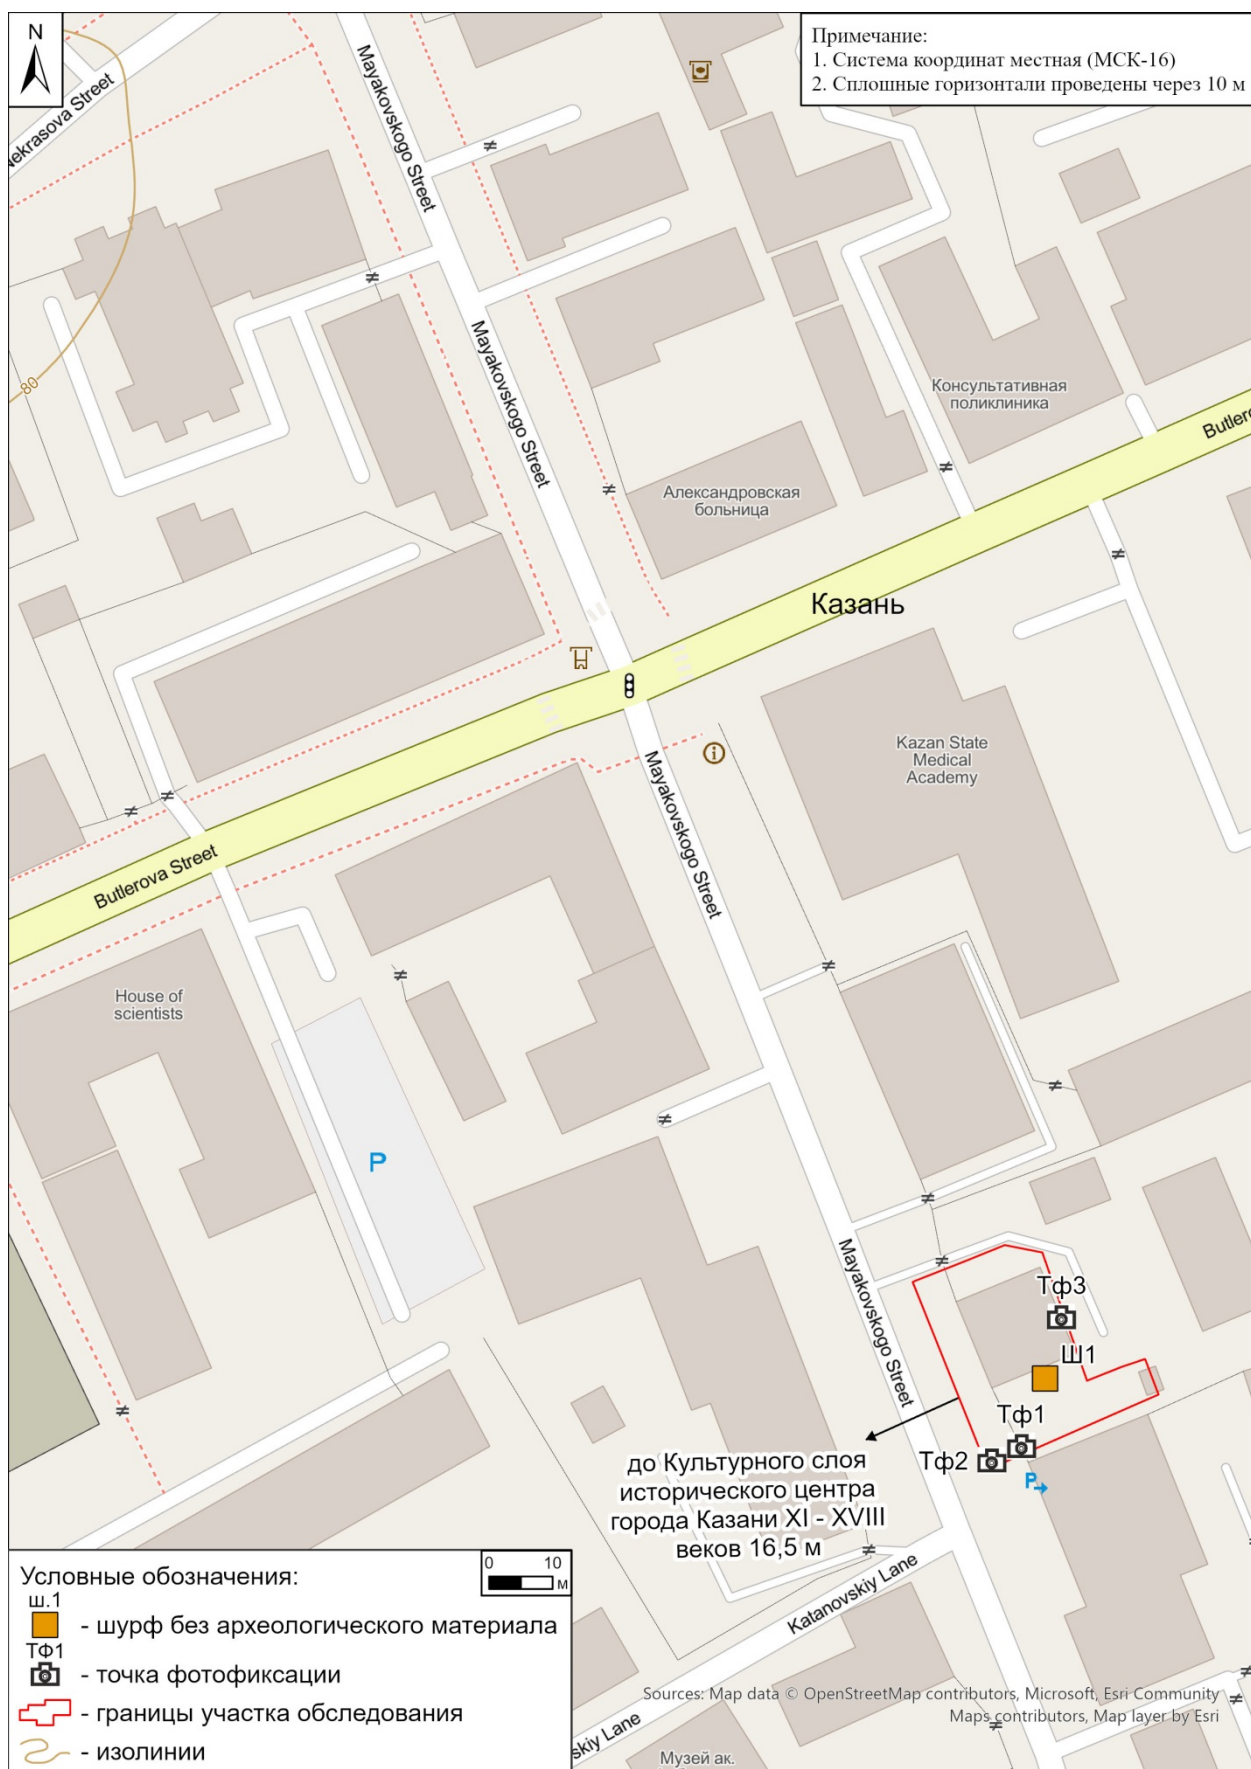 N
Примечание:
1. Система координат местная (МСК-16)
2. Сплошные горизонтали проведены через 10 м
Nekrasova Street
Mayakovskogo Street
80
Mayakovskogo Street
Консультативная
поликлиника
Butlero
Александровская
больница
Казань
Kazan State
Medical
Academy
Mayakovskogo Street
Butlerova Street
House of
scientists
P
Mayakovskogo Street
Тф3
Ш1
Тф1
Тф2
P
до Культурного слоя
исторического центра
города Казани XI - XVIII
веков 16,5 м
Katanovskiy Lane
Условные обозначения:
0 10
м
ш.1
- шурф без археологического материала
ТФ1
- точка фотофиксации
- границы участка обследования
- изолинии
Sources: Map data © OpenStreetMap contributors, Microsoft, Esri Community
Maps contributors, Map layer by Esri
skiy Lane
Музей ак.